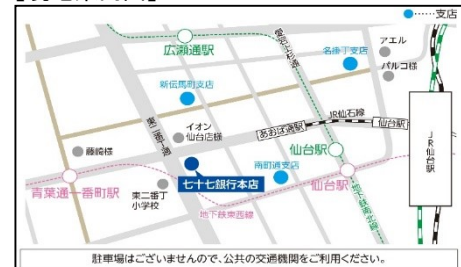 ●……支店
広瀬通駅
愛宕上杉通
名掛丁支店
アエル
パルコ様
新伝馬町支店
東二番丁通
イオン
仙台店様
あおば通駅
JR仙石線
仙台駅
JR仙台駅
藤崎様
仙台駅
七十七銀行本店
南町通支店
仙台駅
青葉通一番町駅
東二番丁
小学校
地下鉄東西線
地下鉄南北線
駐車場はございませんので、公共の交通機関をご利用ください。